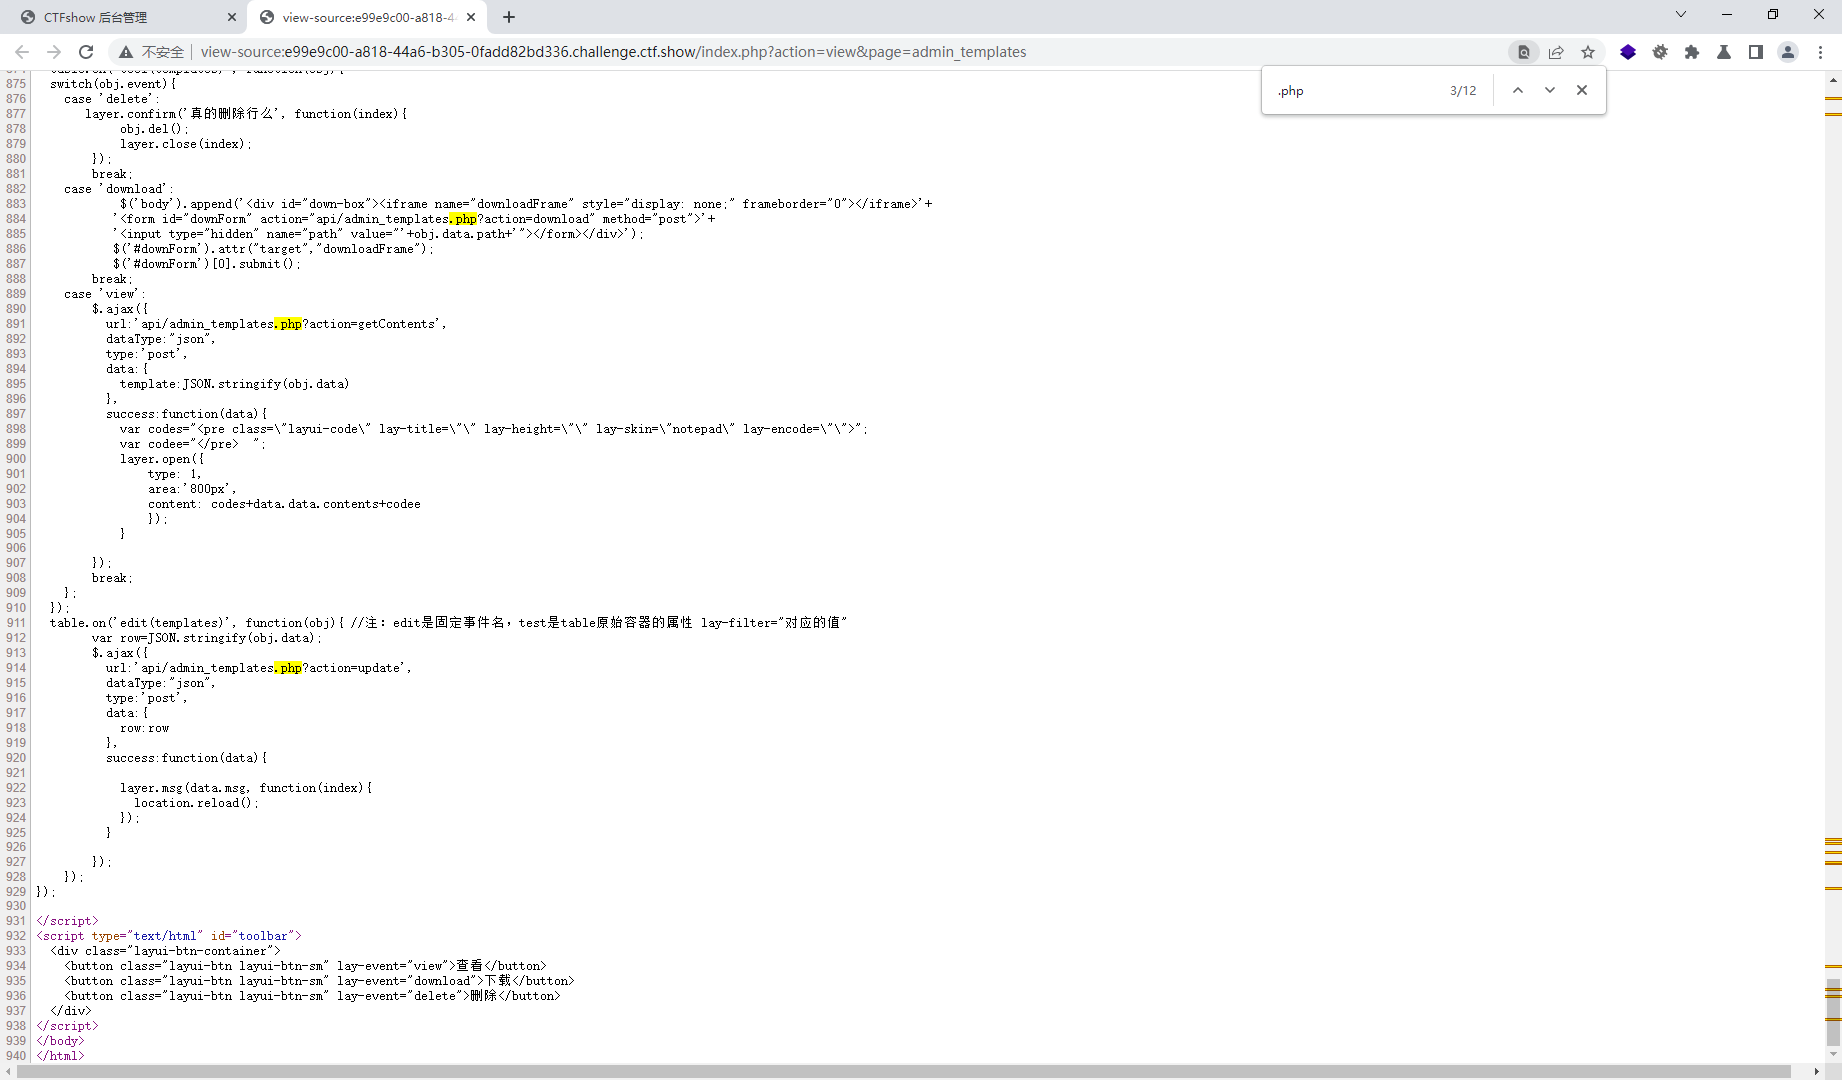 CTFshow 后台管理
view-source:e99e9c00-a818-4
不安全
view-source:e99e9c00-a818-44a6-b305-0fadd82bd336.challenge.ctf.show/index.php?action=view&page=admin_templates
.php
3/12
875 switch(obj.event){
876 case 'delete':
877 layer.confirm('真的删除行么', function(index){
878 obj.del();
879 layer.close(index);
880 });
881 break;
882 case 'download':
883 $('body').append('<div id="down-box"><iframe name="downloadFrame" style="display: none;" frameborder="0"></iframe>'+
884 '<form id="downForm" action="api/admin_templates.php?action=download" method="post">'+
885 '<input type="hidden" name="path" value="'+obj.data.path+'"></form></div>');
886 $('#downForm').attr("target","downloadFrame");
887 $('#downForm')[0].submit();
888 break;
889 case 'view':
890 $.ajax({
891 url:'api/admin_templates.php?action=getContents',
892 dataType:"json",
893 type:'post',
894 data:{
895 template:JSON.stringify(obj.data)
896 },
897 success:function(data){
898 var codes="<pre class=\"layui-code\" lay-title=\"\" lay-height=\"\" lay-skin=\"notepad\" lay-encode=\"\">";
899 var codee="</pre>  ";
900 layer.open({
901 type: 1,
902 area:'800px',
903 content: codes+data.data.contents+codee
904 });
905 }
906
907 });
908 break;
909 };
910 });
911 table.on('edit(templates)', function(obj){ //注：edit是固定事件名，test是table原始容器的属性 lay-filter="对应的值"
912 var row=JSON.stringify(obj.data);
913 $.ajax({
914 url:'api/admin_templates.php?action=update',
915 dataType:"json",
916 type:'post',
917 data:{
918 row:row
919 },
920 success:function(data){
921
922 layer.msg(data.msg, function(index){
923 location.reload();
924 });
925 }
926
927 });
928 });
929 });
930
931 </script>
932 <script type="text/html" id="toolbar">
933 <div class="layui-btn-container">
934 <button class="layui-btn layui-btn-sm" lay-event="view">查看</button>
935 <button class="layui-btn layui-btn-sm" lay-event="download">下载</button>
936 <button class="layui-btn layui-btn-sm" lay-event="delete">删除</button>
937 </div>
938 </script>
939 </body>
940 </html>